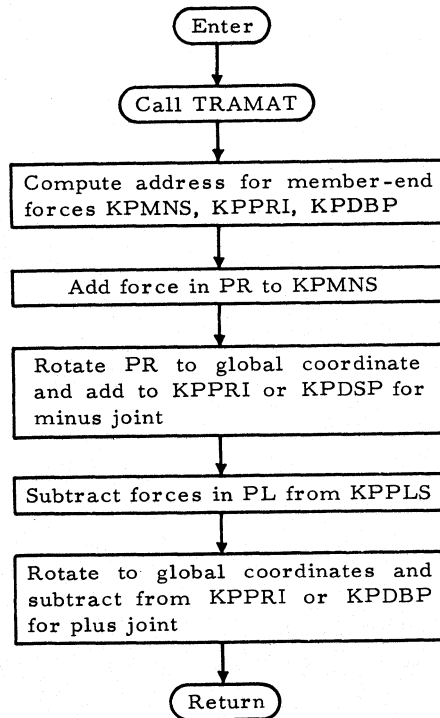 Enter
Call TRAMAT
Compute address for member-end
forces KPMNS, KPPRI, KPDBP
Add force in PR to KPMNS
Rotate PR to global coordinate
and add to KPPRI or KPDSP for
minus joint
Subtract forces in PL from KPPLS
Rotate to global coordinates and
subtract from KPPRI or KPDBP
for plus joint
Return